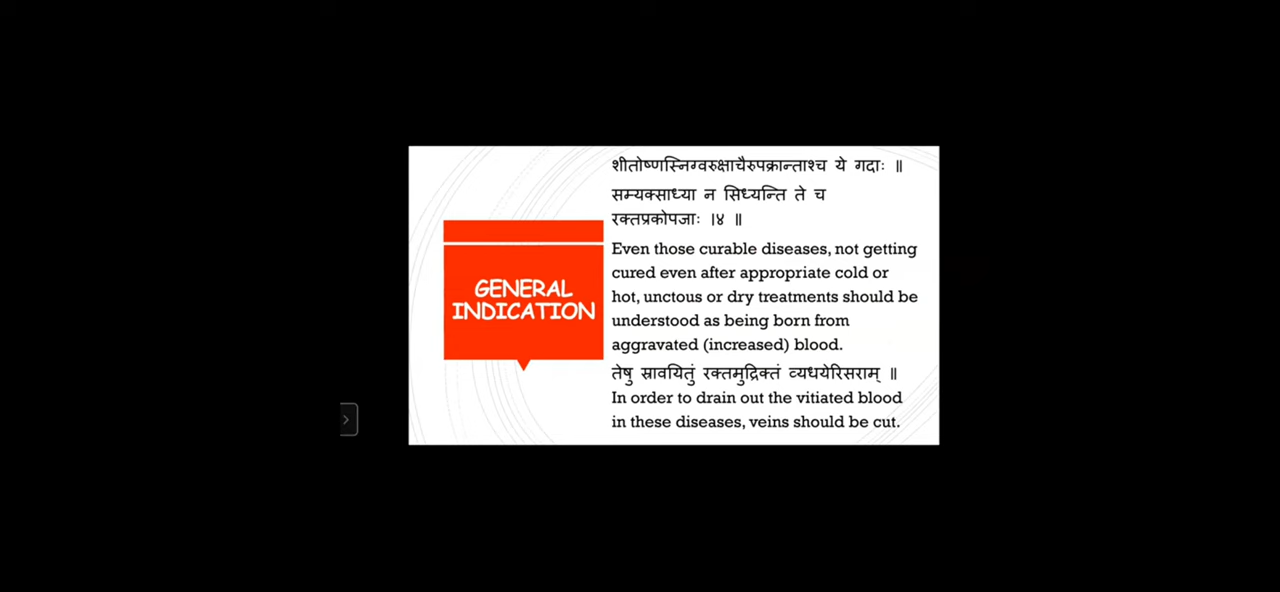 शीतोष्णस्निग्वरुक्षाचैरुपक्रान्ताश्च ये गदाः ॥
सम्यक्साध्या न सिध्यन्ति ते च
रक्तप्रकोपजाः ।४ ॥
GENERAL
INDICATION
Even those curable diseases, not getting
cured even after appropriate cold or
hot, unctous or dry treatments should be
understood as being born from
aggravated (increased) blood.
तेषु स्रावयितुं रक्तमुद्रिक्तं व्यधयेरिसराम् ॥
In order to drain out the vitiated blood
in these diseases, veins should be cut.